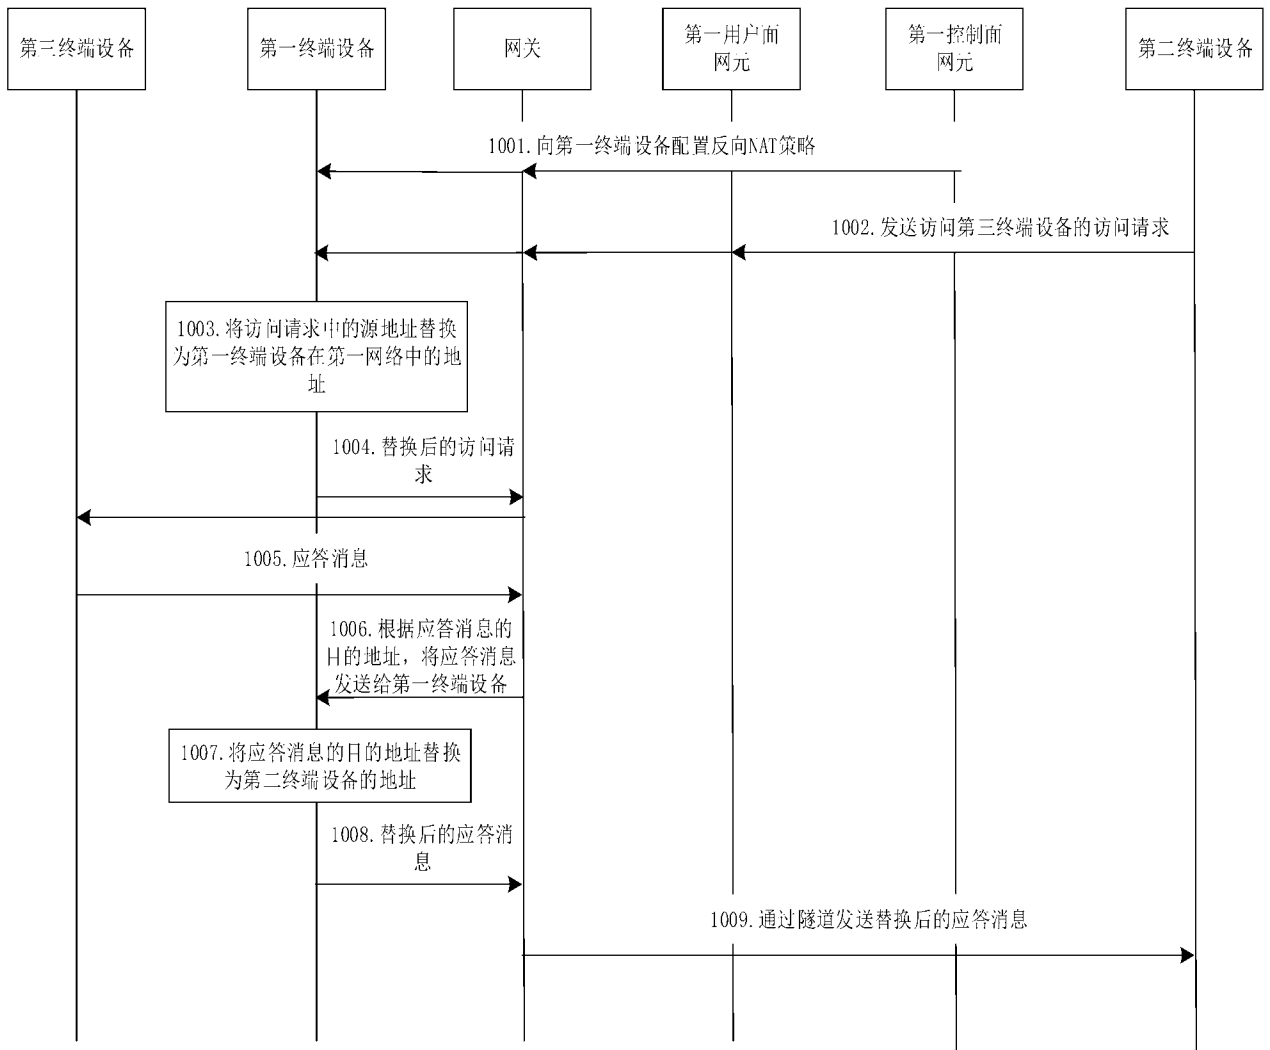 第三终端设备
第一终端设备
网关
第一用户面
网元
第一控制面
网元
第二终端设备
1001.向第一终端设备配置反向NAT策略
1002.发送访问第三终端设备的访问请求
1003.将访问请求中的源地址替换
为第一终端设备在第一网络中的地
址
1004.替换后的访问请
求
1005.应答消息
1006.根据应答消息的
目的地址，将应答消息
发送给第一终端设备
1007.将应答消息的目的地址替换
为第二终端设备的地址
1008.替换后的应答消
息
1009.通过隧道发送替换后的应答消息